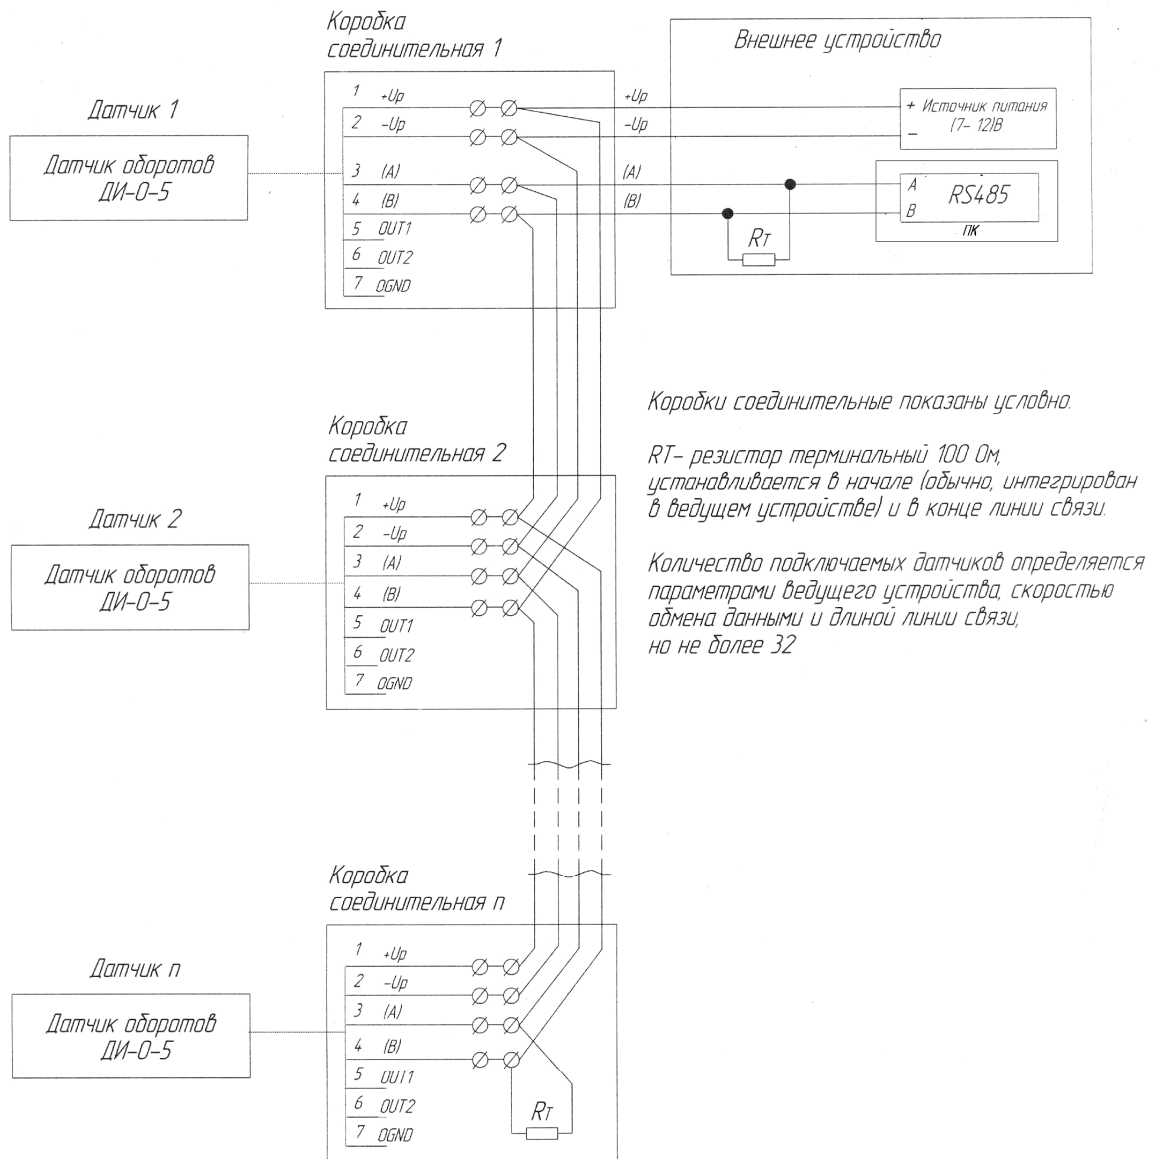 Коробка
соединительная 1
Внешнее устройство
Датчик 1
Датчик оборотов
ДИ-О-5
1 +Up
2 -Up
3 (А)
4 (В)
5 OUT1
6 OUT2
7 OGND
+Up
-Up
(А)
(В)
+ Источник питания
(7- 12)В
-
A
B
RS485
ПК
RT
Коробка
соединительная 2
Датчик 2
Датчик оборотов
ДИ-О-5
1 +Up
2 -Up
3 (А)
4 (В)
5 OUT1
6 OUT2
7 OGND
Коробки соединительные показаны условно.
RT- резистор терминальный 100 Ом,
устанавливается в начале (обычно, интегрирован
в ведущем устройстве) и в конце линии связи.
Количество подключаемых датчиков определяется
параметрами ведущего устройства, скоростью
обмена данными и длиной линии связи,
но не более 32
Коробка
соединительная n
Датчик n
Датчик оборотов
ДИ-О-5
1 +Up
2 -Up
3 (А)
4 (В)
5 OUT1
6 OUT2
7 OGND
RT